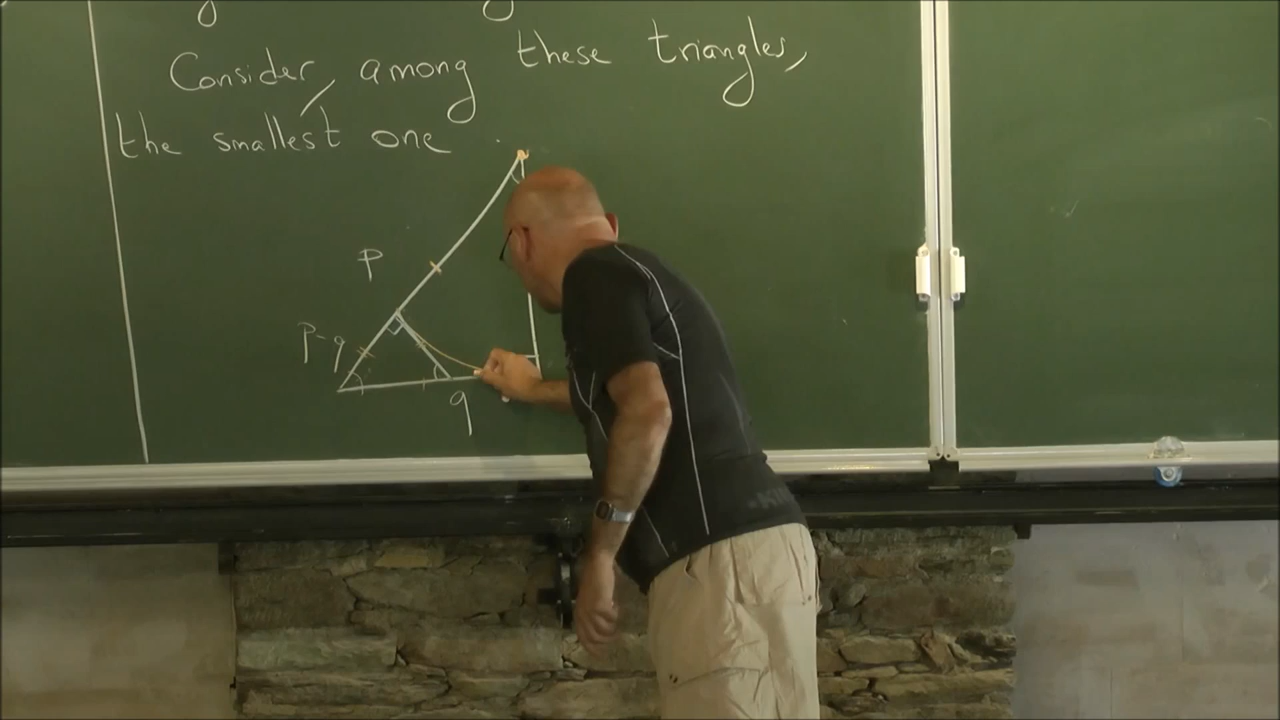 Consider, among these triangles,
the smallest one
p
p-q
q